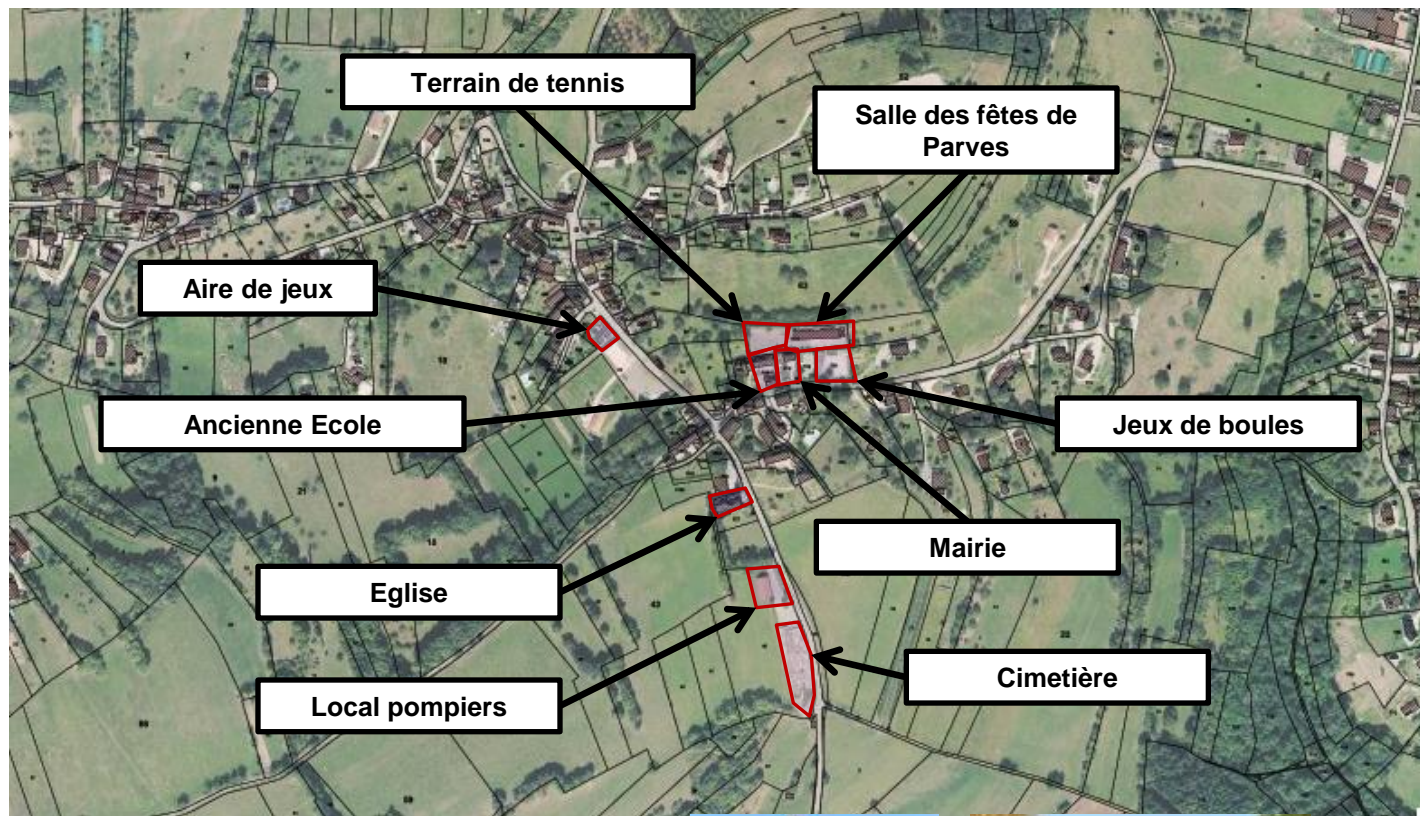 Terrain de tennis
Salle des fêtes de
Parves
Aire de jeux
Ancienne Ecole
Jeux de boules
Mairie
Eglise
Cimetière
Local pompiers